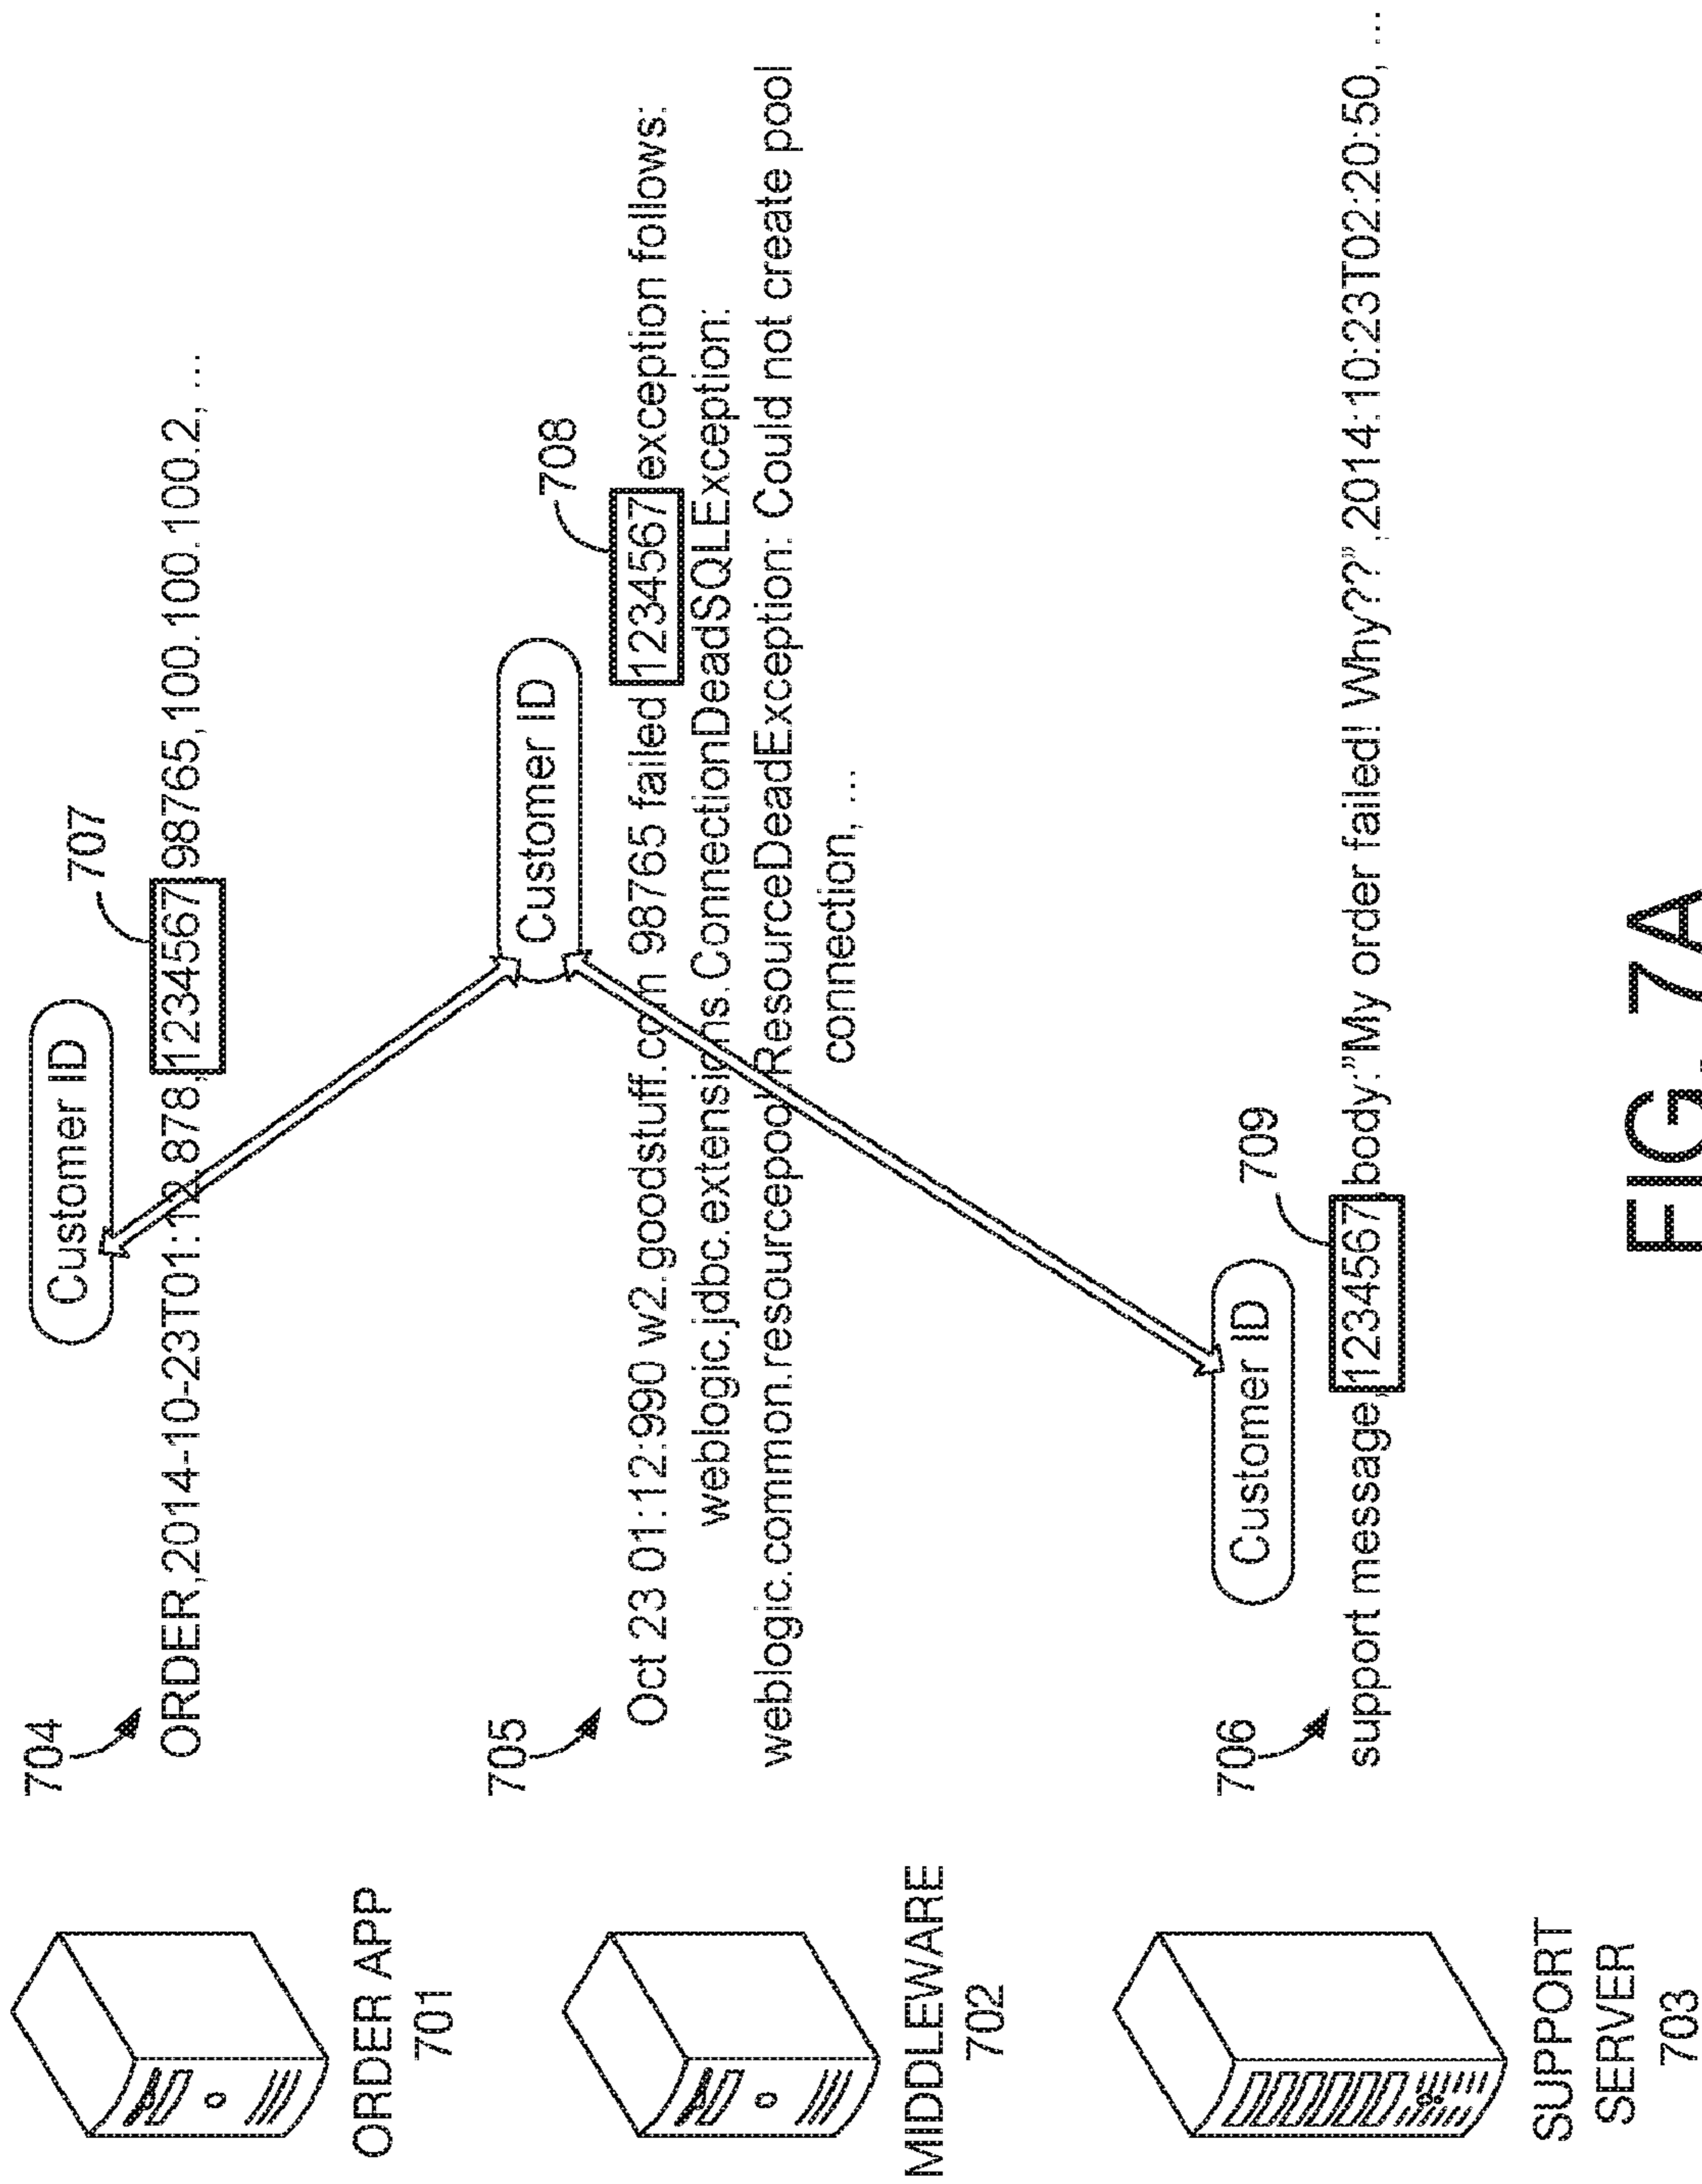 704
Customer ID
707
ORDER,2014-10-23T01:12.878,1234567,98765,100.100.100.2, …
ORDER APP
701
705
Customer ID
708
Oct 23 01:12:990 w2.goodstuff.com 98765 failed 1234567 exception follows:
weblogic.jdbc.extensions.ConnectionDeadSQLException:
weblogic.common.resourcepool.ResourceDeadException: Could not create pool
connection, …
MIDDLEWARE
702
706
Customer ID
709
support message,1234567,body:”My order failed! Why???”,2014:10:23T02:20:50, …
SUPPORT
SERVER
703
FIG. 7A